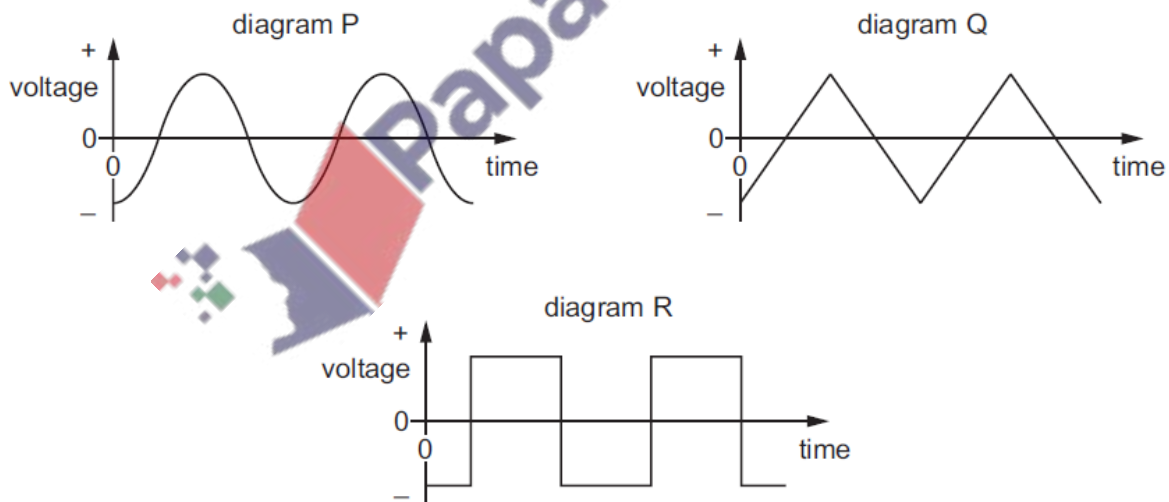 diagram P
+
voltage
0
0
time
–
diagram Q
+
voltage
0
0
time
–
Papa
diagram R
+
voltage
0
0
time
–